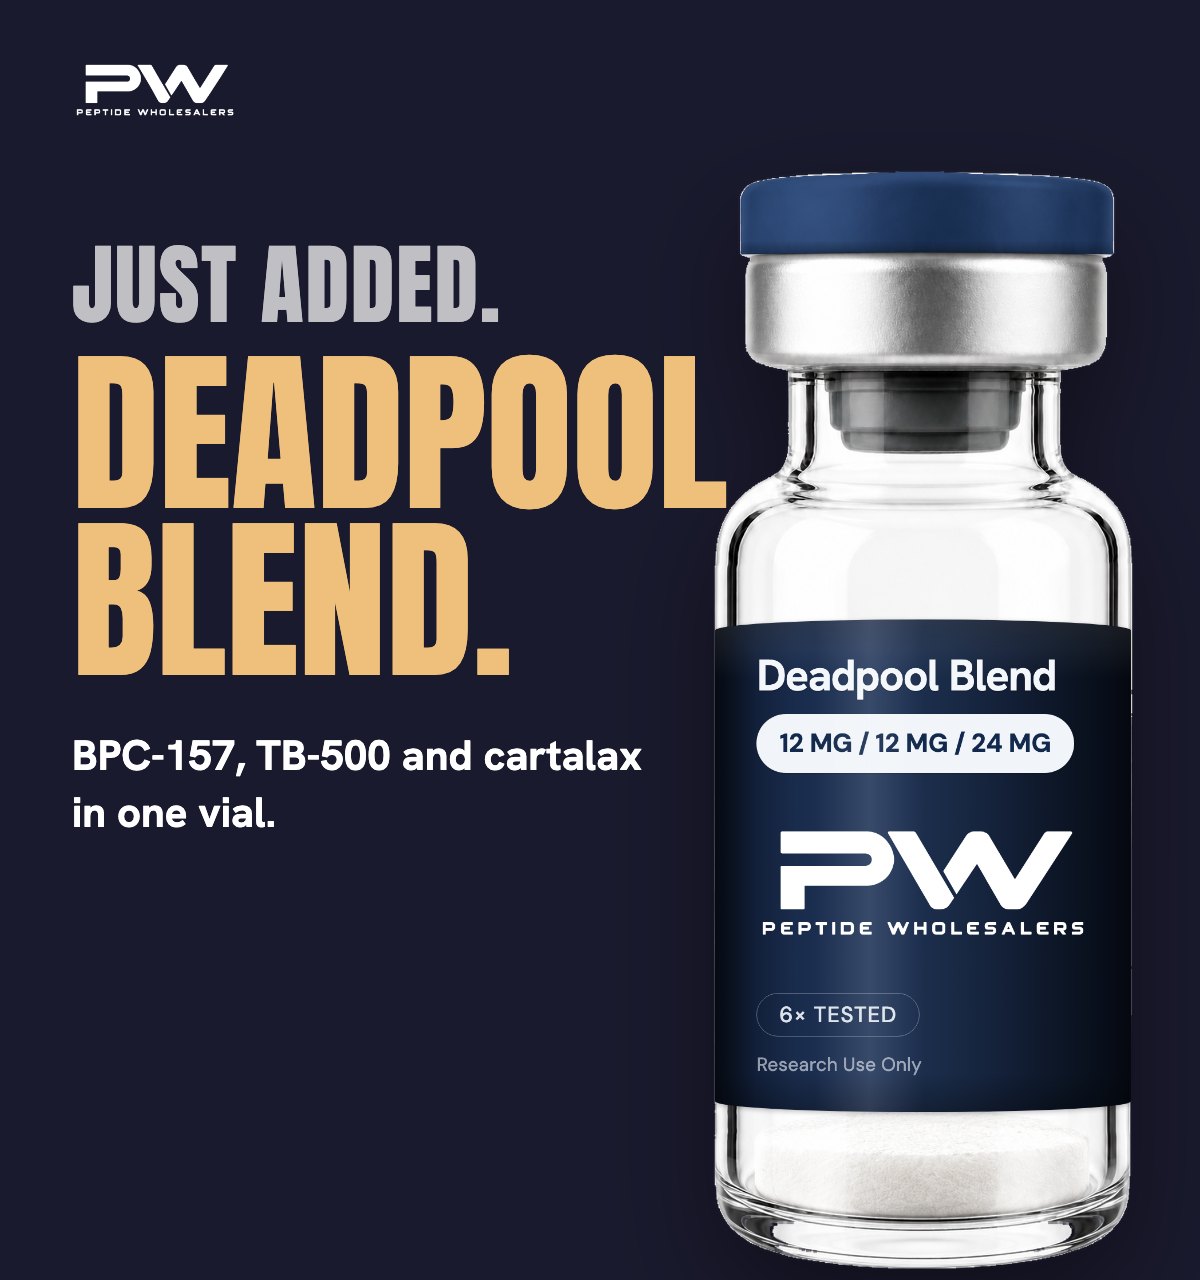 PW
PEPTIDE WHOLESALERS
JUST ADDED.
DEADPOOL
BLEND.
BPC-157, TB-500 and cartalax
in one vial.
Deadpool Blend
12 MG / 12 MG / 24 MG
PW
PEPTIDE WHOLESALERS
6× TESTED
Research Use Only